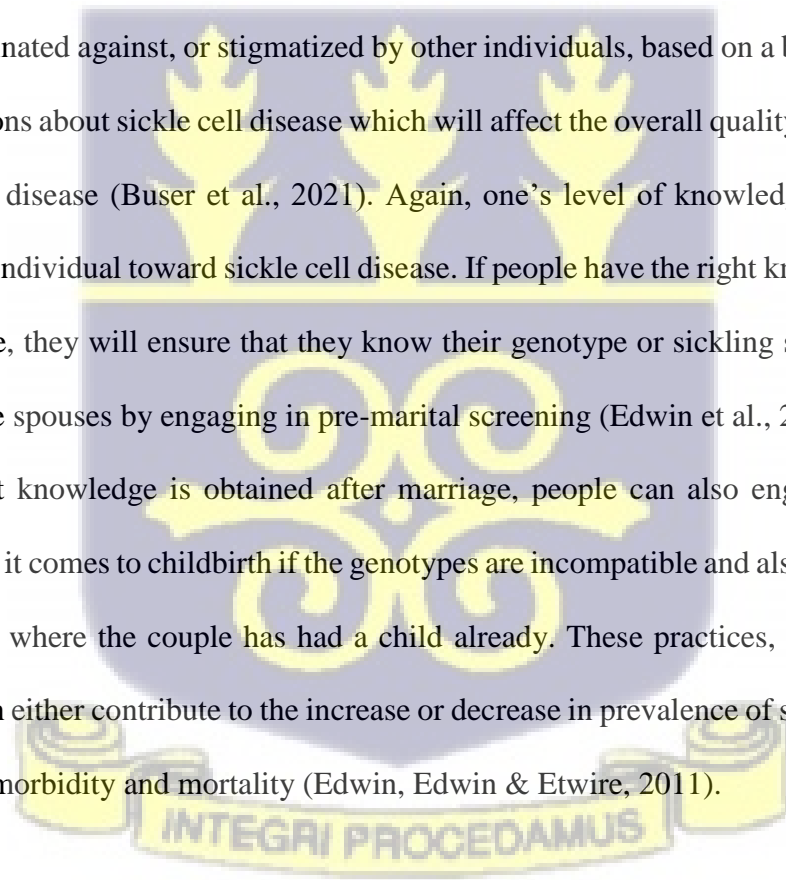 nated against, or stigmatized by other individuals, based on a b
ons about sickle cell disease which will affect the overall quality
disease (Buser et al., 2021). Again, one’s level of knowled
ndividual toward sickle cell disease. If people have the right kn
e, they will ensure that they know their genotype or sickling s
e spouses by engaging in pre-marital screening (Edwin et al., 2
t knowledge is obtained after marriage, people can also eng
it comes to childbirth if the genotypes are incompatible and als
where the couple has had a child already. These practices,
n either contribute to the increase or decrease in prevalence of s
morbidity and mortality (Edwin, Edwin & Etwire, 2011).
INTEGRI PROCEDAMUS